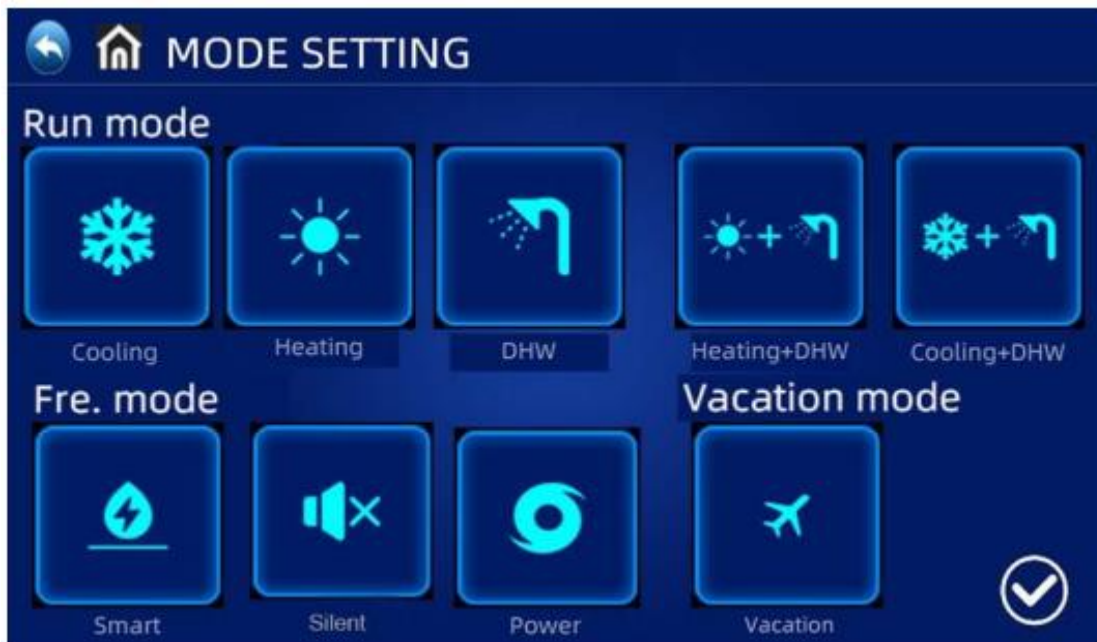 MODE SETTING
Run mode
Cooling
Heating
DHW
Heating+DHW
Cooling+DHW
Fre. mode
Vacation mode
Smart
Silent
Power
Vacation